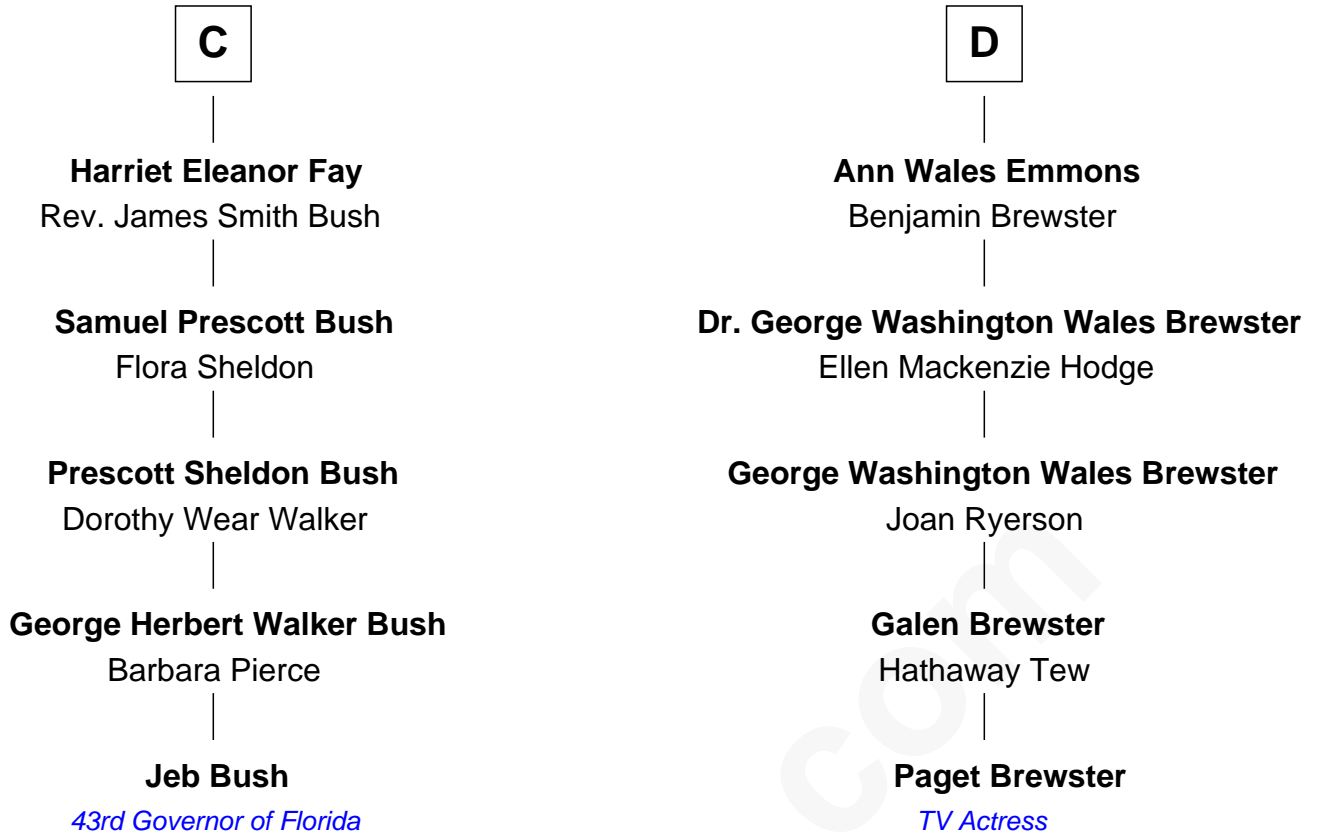 C
Harriet Eleanor Fay
Rev. James Smith Bush
Samuel Prescott Bush
Flora Sheldon
Prescott Sheldon Bush
Dorothy Wear Walker
George Herbert Walker Bush
Barbara Pierce
Jeb Bush
43rd Governor of Florida
D
Ann Wales Emmons
Benjamin Brewster
Dr. George Washington Wales Brewster
Ellen Mackenzie Hodge
George Washington Wales Brewster
Joan Ryerson
Galen Brewster
Hathaway Tew
Paget Brewster
TV Actress
com